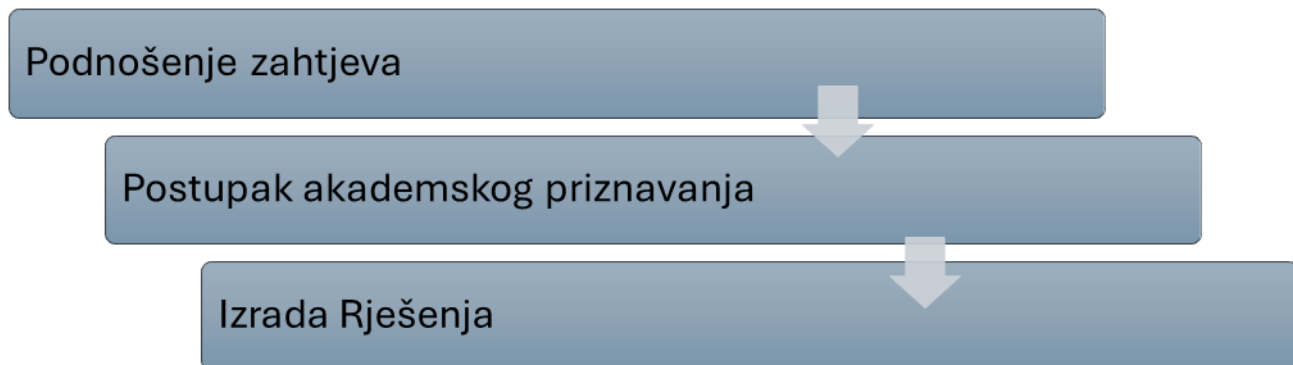 Podnošenje zahtjeva
Postupak akademskog priznavanja
Izrada Rješenja